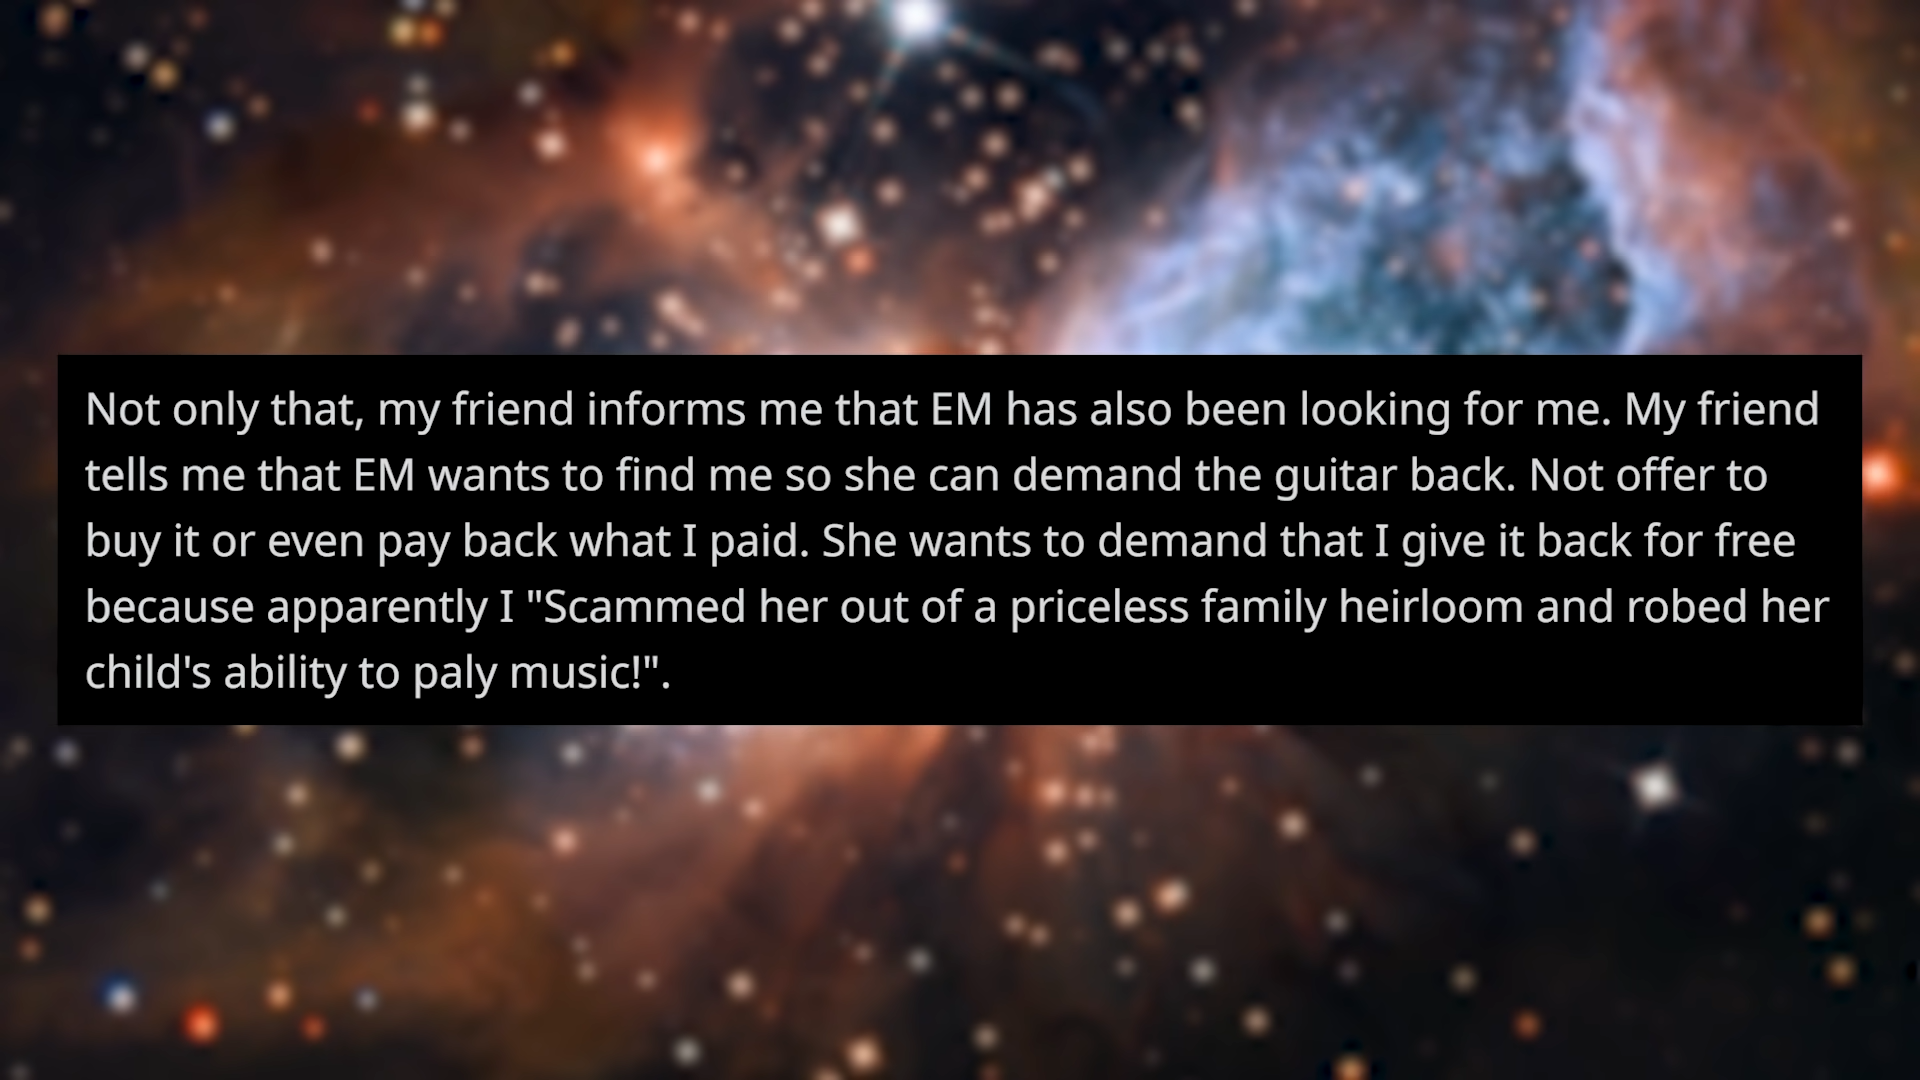 Not only that, my friend informs me that EM has also been looking for me. My friend
tells me that EM wants to find me so she can demand the guitar back. Not offer to
buy it or even pay back what I paid. She wants to demand that I give it back for free
because apparently I "Scammed her out of a priceless family heirloom and robed her
child's ability to paly music!".